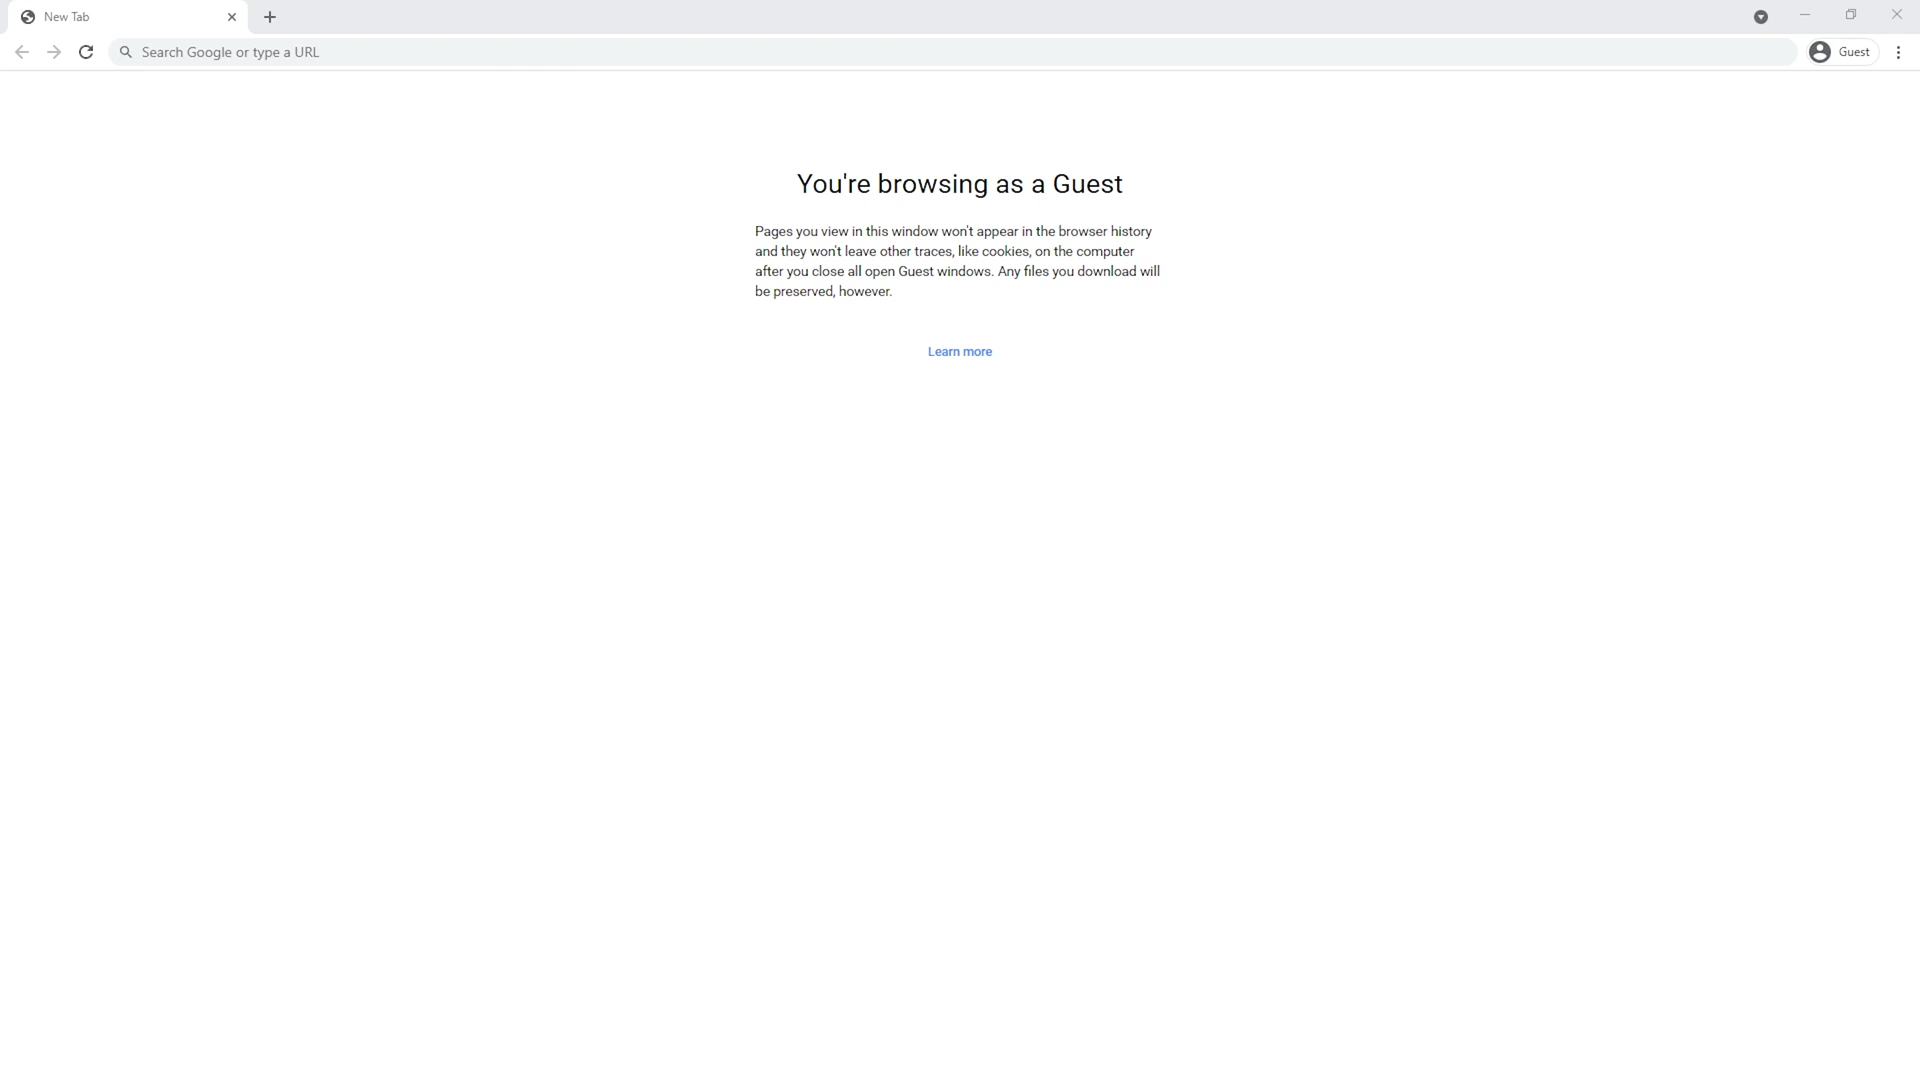 New Tab
Search Google or type a URL
Guest
You're browsing as a Guest
Pages you view in this window won't appear in the browser history
and they won't leave other traces, like cookies, on the computer
after you close all open Guest windows. Any files you download will
be preserved, however.
Learn more